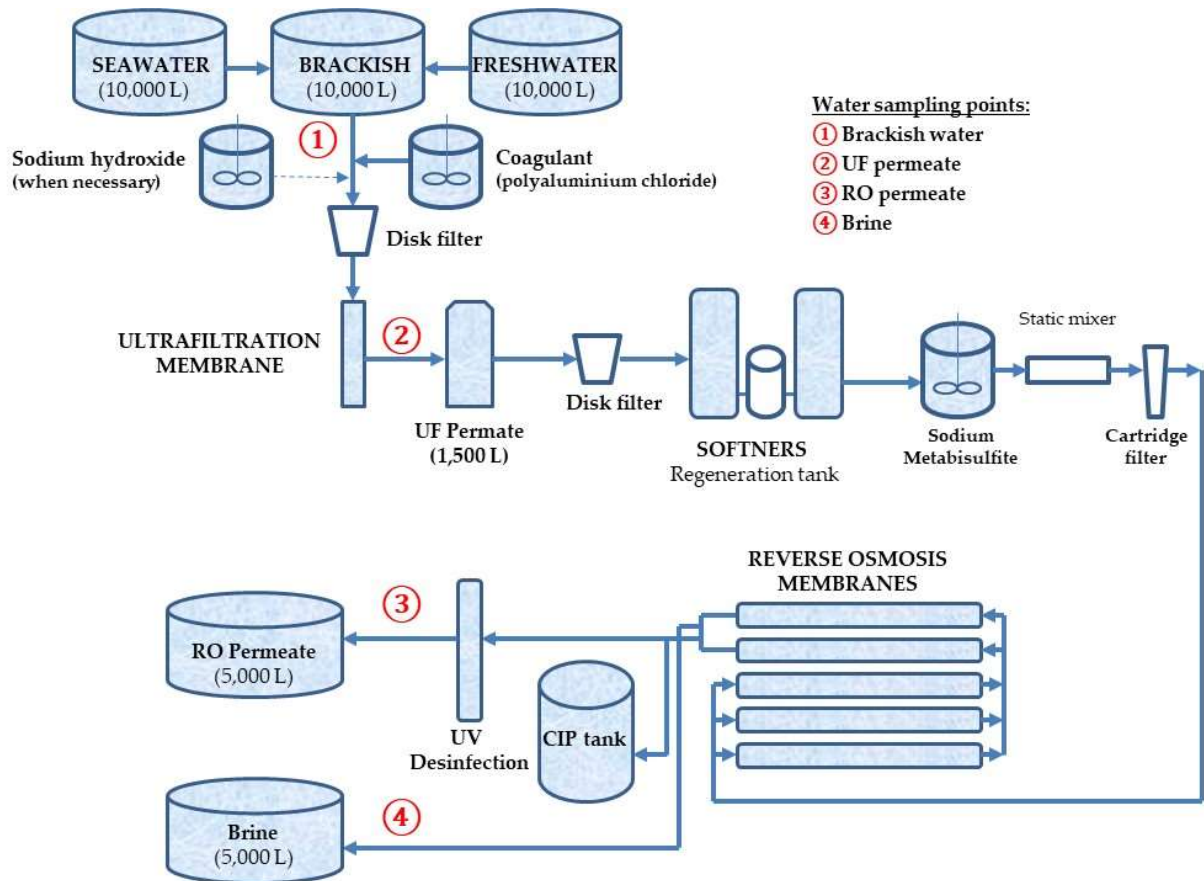 SEAWATER
(10,000 L)
BRACKISH
(10,000 L)
FRESHWATER
(10,000 L)
Water sampling points:
① Brackish water
② UF permeate
③ RO permeate
④ Brine
①
Sodium hydroxide
(when necessary)
Coagulant
(polyaluminium chloride)
Disk filter
ULTRAFILTRATION
MEMBRANE
②
UF Permate
(1,500 L)
Disk filter
SOFTNERS
Regeneration tank
Sodium
Metabisulfite
Static mixer
Cartridge
filter
REVERSE OSMOSIS
MEMBRANES
③
RO Permeate
(5,000 L)
UV
Desinfection
CIP tank
④
Brine
(5,000 L)